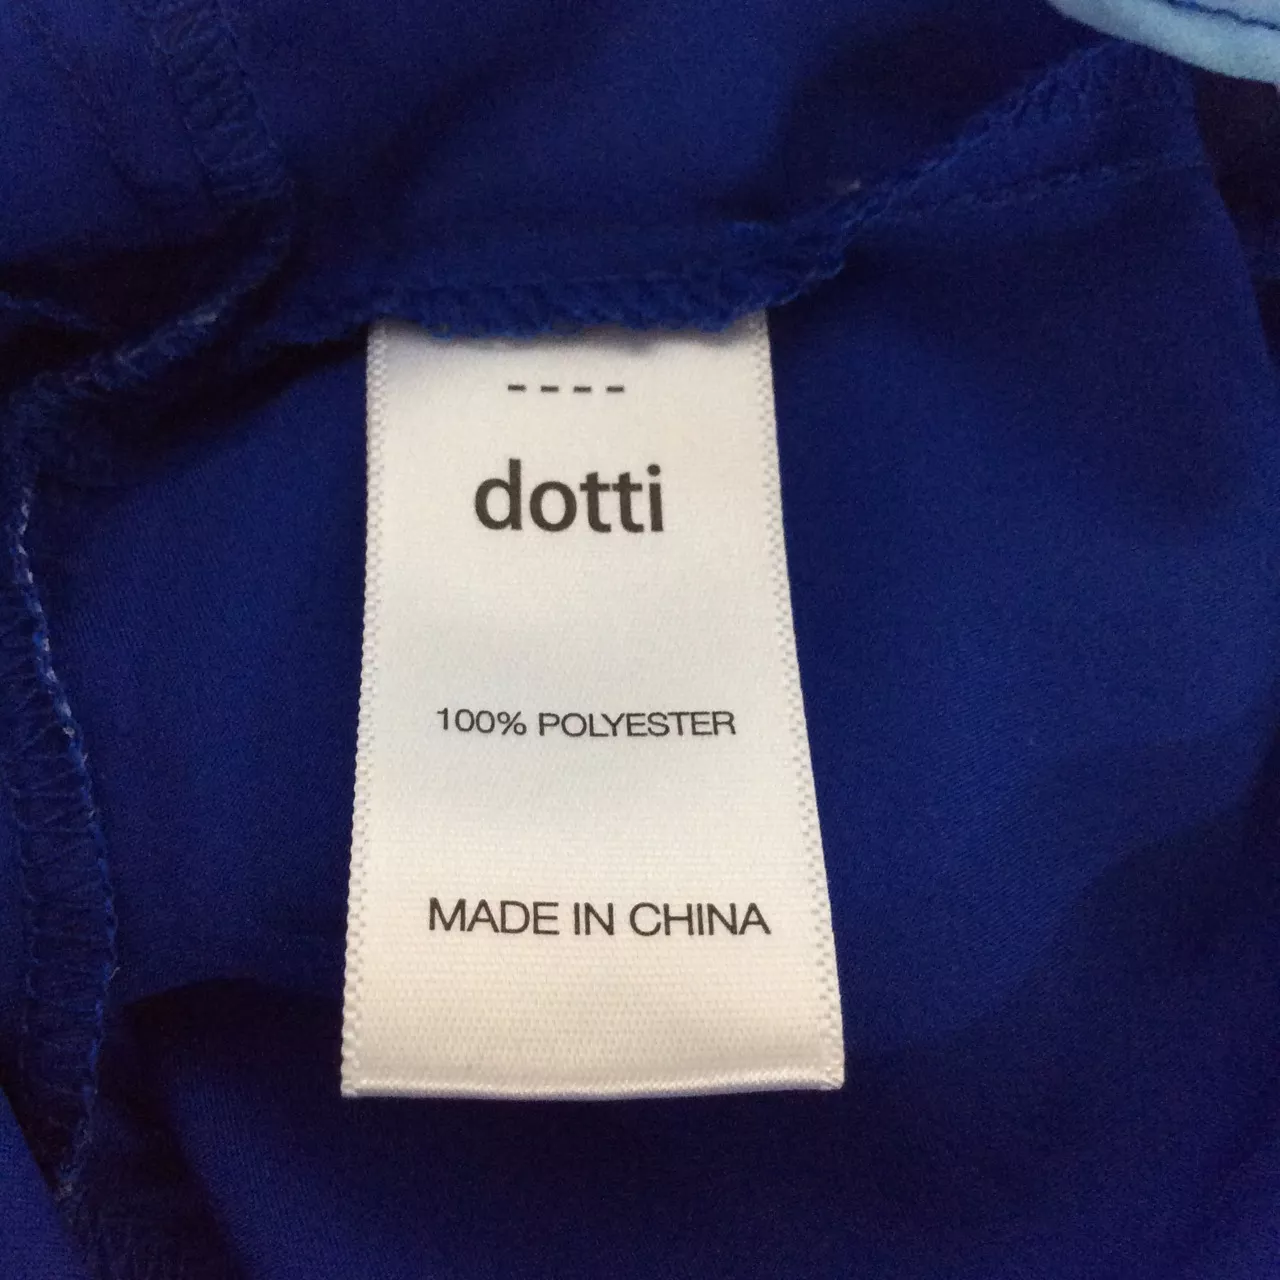 ----
dotti
100% POLYESTER
MADE IN CHINA